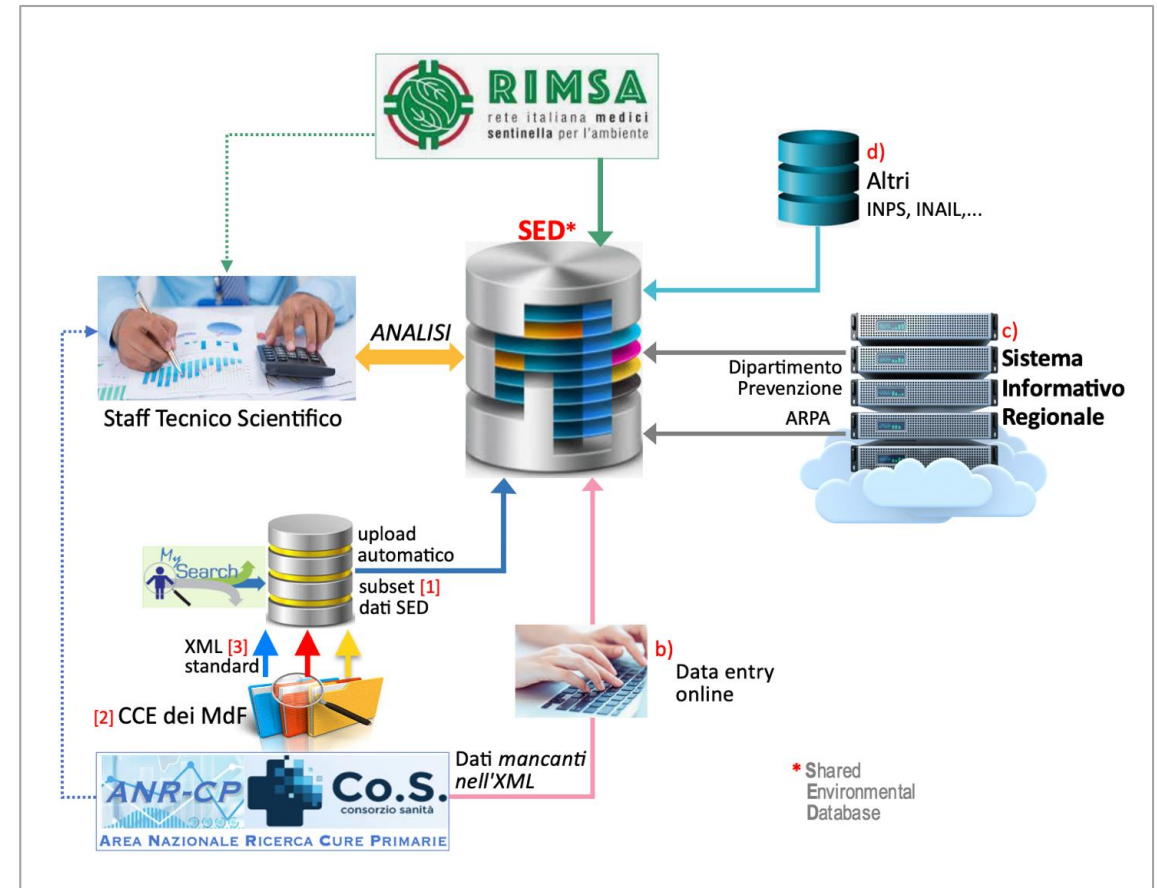 RIMSA
rete italiana medici
sentinella per l'ambiente
d)
Altri
INPS, INAIL,...
SED*
ANALISI
Staff Tecnico Scientifico
c)
Sistema
Informativo
Regionale
Dipartimento
Prevenzione
ARPA
My
Search
upload
automatico
subset [1]
dati SED
XML [3]
standard
b)
Data entry
online
[2] CCE dei MdF
Dati mancanti
nell'XML
ANR-CP
Co.S.
consorzio sanità
AREA NAZIONALE RICERCA CURE PRIMARIE
* Shared
Environmental
Database